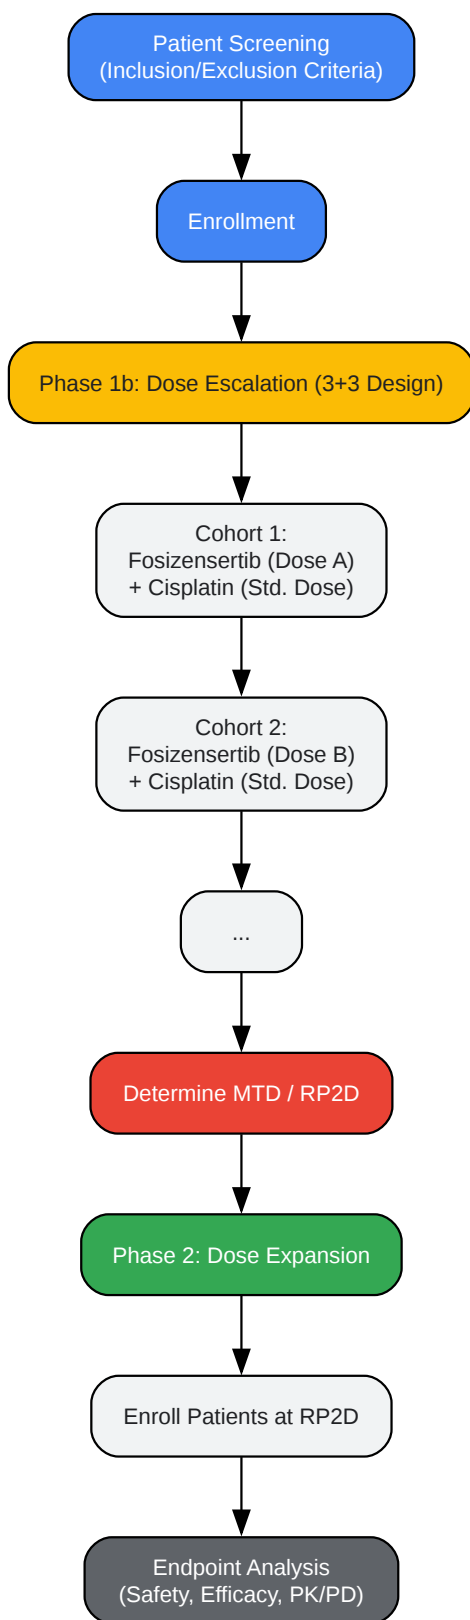 Patient Screening
(Inclusion/Exclusion Criteria)
Enrollment
Phase 1b: Dose Escalation (3+3 Design)
Cohort 1:
Fosizensertib (Dose A)
+ Cisplatin (Std. Dose)
Cohort 2:
Fosizensertib (Dose B)
+ Cisplatin (Std. Dose)
...
Determine MTD / RP2D
Phase 2: Dose Expansion
Enroll Patients at RP2D
Endpoint Analysis
(Safety, Efficacy, PK/PD)